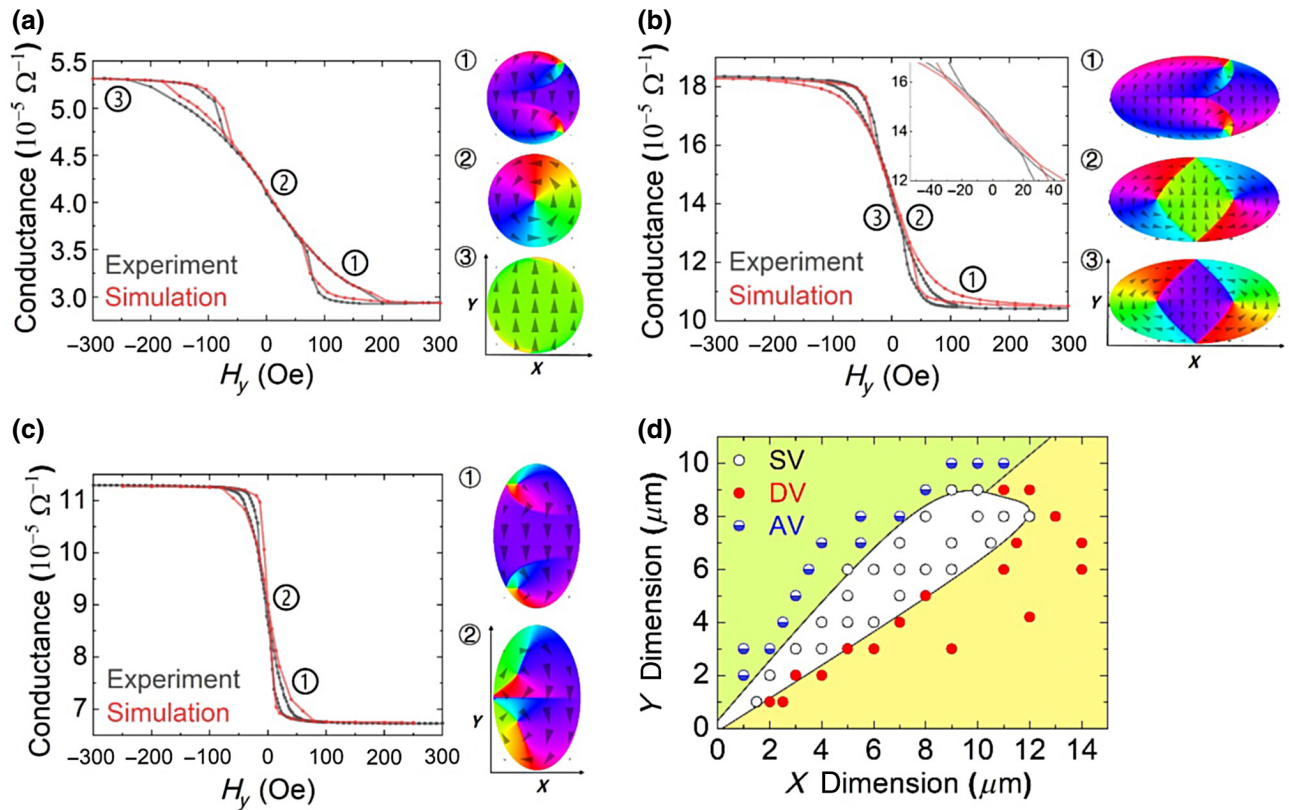 (a)
Conductance (10⁻⁵ Ω⁻¹)
5.5
5.0
4.5
4.0
3.5
3.0
③
②
①
Experiment
Simulation
−300 −200 −100 0 100 200 300
H_y (Oe)
①
②
③
Y
X
(b)
Conductance (10⁻⁵ Ω⁻¹)
18
16
14
12
10
16
14
12
−40 −20 0 20 40
③ ②
①
Experiment
Simulation
−300 −200 −100 0 100 200 300
H_y (Oe)
①
②
③
Y
X
(c)
Conductance (10⁻⁵ Ω⁻¹)
11
10
9
8
7
②
①
Experiment
Simulation
−300 −200 −100 0 100 200 300
H_y (Oe)
①
②
Y
X
(d)
Y Dimension (μm)
10
8
6
4
2
0
SV
DV
AV
0 2 4 6 8 10 12 14
X Dimension (μm)